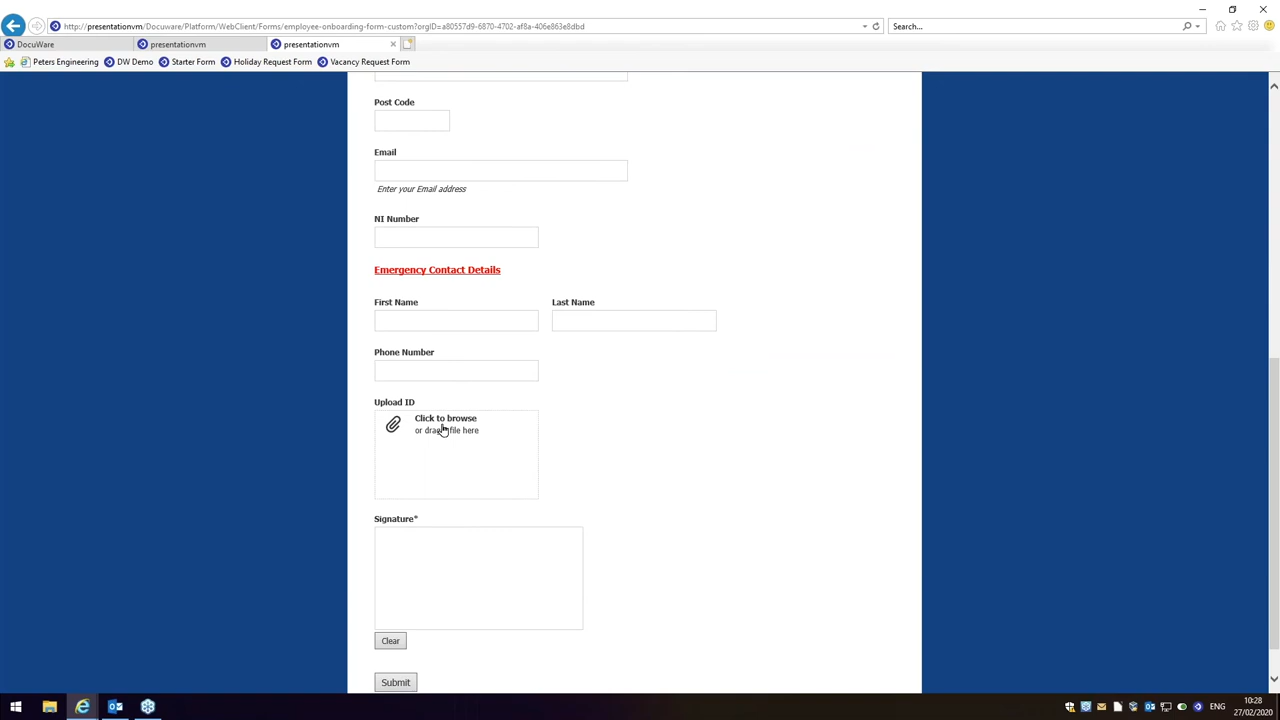 http://presentationvm/Docuware/Platform/WebClient/Forms/employee-onboarding-form-custom?orgID=a80557d9-6870-4702-af8a-406e863e8dbd
Search...
DocuWare
presentationvm
presentationvm
Peters Engineering
DW Demo
Starter Form
Holiday Request Form
Vacancy Request Form
Post Code
Email
Enter your Email address
NI Number
Emergency Contact Details
First Name
Last Name
Phone Number
Upload ID
Click to browse
or drag file here
Signature*
Clear
Submit
ENG
10:28
27/02/2020